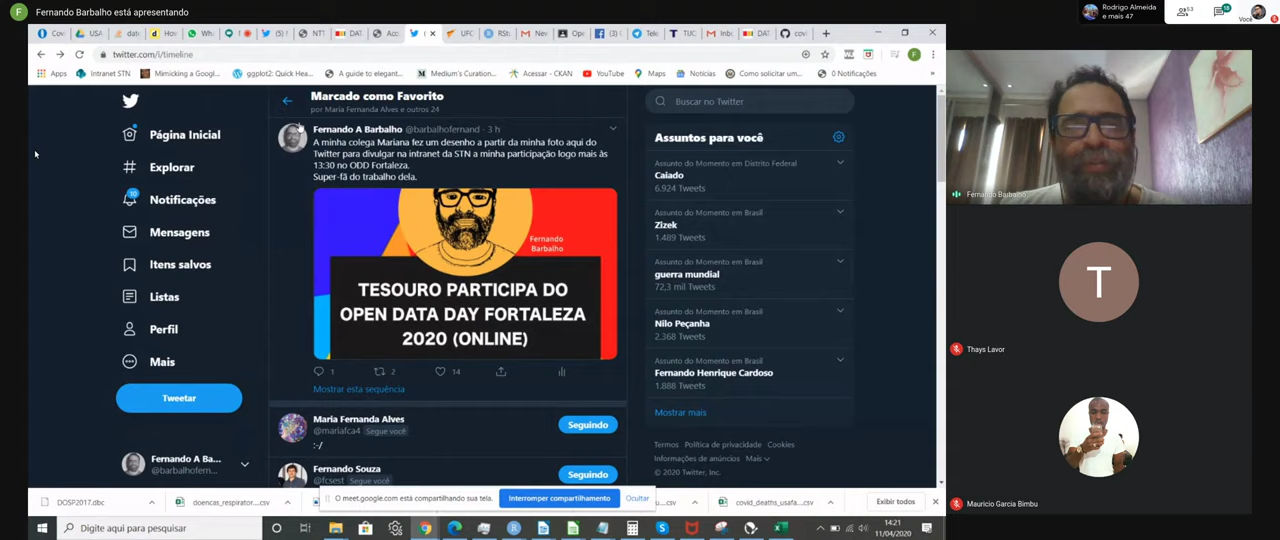 F Fernando Barbalho está apresentando
Rodrigo Almeida
e mais 47
53
18
Você
twitter.com/i/timeline
Apps
Intranet STN
Mimicking a Googl...
ggplot2: Quick Hea...
A guide to elegant...
Medium's Curation...
Acessar - CKAN
YouTube
Maps
Notícias
Como solicitar um...
0 Notificações
Página Inicial
Explorar
10
Notificações
Mensagens
Itens salvos
Listas
Perfil
Mais
Tweetar
Fernando A Ba...
@barbalhofern...
Marcado como Favorito
por Maria Fernanda Alves e outros 24
Fernando A Barbalho @barbalhofernand · 3 h
A minha colega Mariana fez um desenho a partir da minha foto aqui do
Twitter para divulgar na intranet da STN a minha participação logo mais às
13:30 no ODD Fortaleza.
Super-fã do trabalho dela.
Fernando
Barbalho
TESOURO PARTICIPA DO
OPEN DATA DAY FORTALEZA
2020 (ONLINE)
1
2
14
Mostrar esta sequência
Maria Fernanda Alves
@mariafca4 Segue você
:-/
Seguindo
Fernando Souza
@fcsest Segue você
Seguindo
Buscar no Twitter
Assuntos para você
Assunto do Momento em Distrito Federal
Caiado
6.924 Tweets
Assunto do Momento em Brasil
Zizek
1.489 Tweets
Assunto do Momento em Brasil
guerra mundial
72,3 mil Tweets
Assunto do Momento em Brasil
Nilo Peçanha
2.368 Tweets
Assunto do Momento em Brasil
Fernando Henrique Cardoso
1.888 Tweets
Mostrar mais
Termos Política de privacidade Cookies
Informações de anúncios Mais
© 2020 Twitter, Inc.
O meet.google.com está compartilhando sua tela.
Interromper compartilhamento
Ocultar
DOSP2017.dbc
doencas_respirator....csv
covid_deaths_usafa....csv
Exibir todos
Digite aqui para pesquisar
14:21
11/04/2020
Fernando Barbalho
T
Thays Lavor
Mauricio Garcia Bimbu